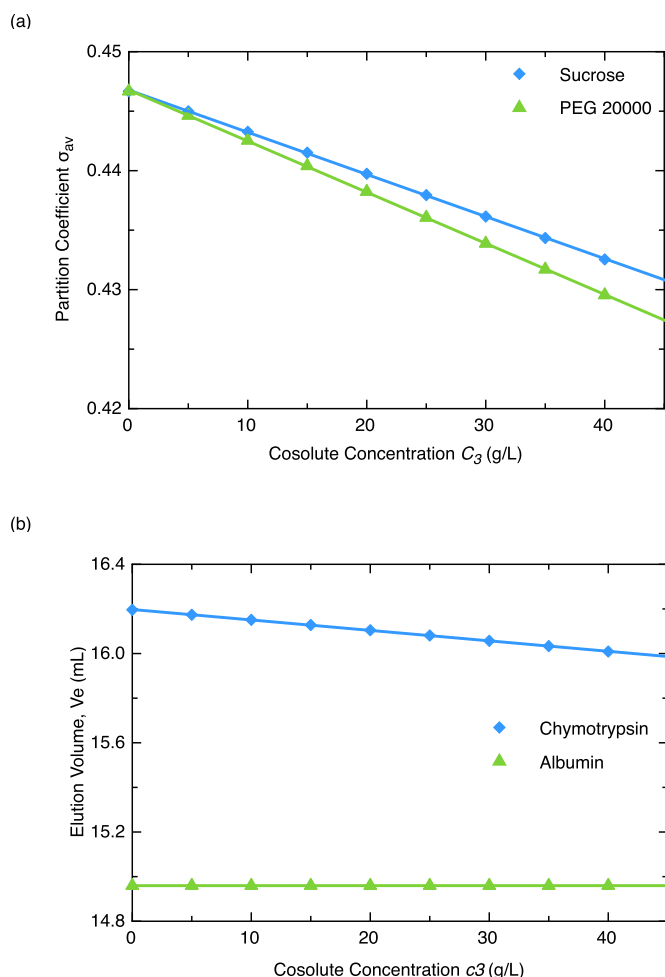 (a)
0.45
0.44
0.43
0.42
Partition Coefficient σav
Sucrose
PEG 20000
0 10 20 30 40
Cosolute Concentration C3 (g/L)
(b)
16.4
16.0
15.6
15.2
14.8
Elution Volume, Ve (mL)
Chymotrypsin
Albumin
0 10 20 30 40
Cosolute Concentration c3 (g/L)